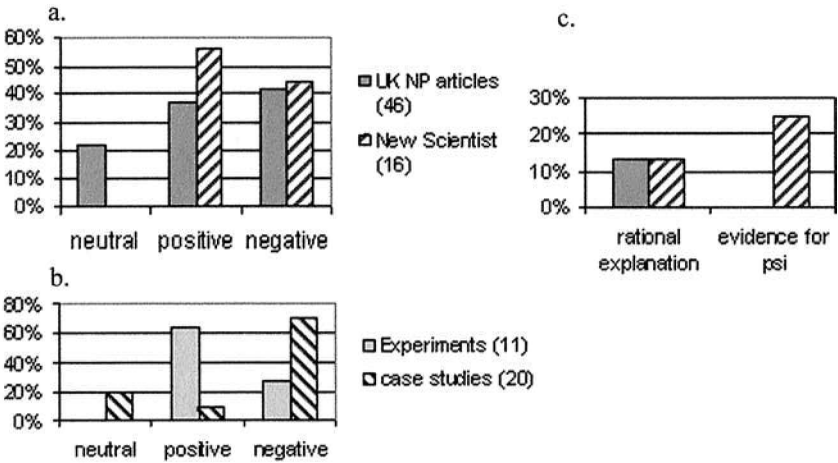 a.
60%
50%
40%
30%
20%
10%
0%
neutral positive negative
UK NP articles
(46)
New Scientist
(16)
b.
80%
60%
40%
20%
0%
neutral positive negative
Experiments (11)
case studies (20)
c.
30%
20%
10%
0%
rational evidence for
explanation psi